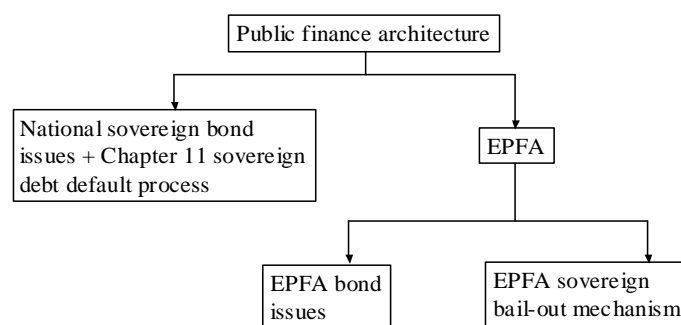 Public finance architecture
National sovereign bond
issues + Chapter 11 sovereign
debt default process
EPFA
EPFA bond
issues
EPFA sovereign
bail-out mechanism